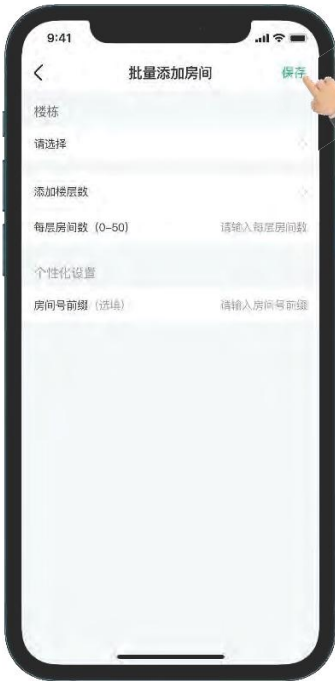 9:41
批量添加房间
保存
楼栋
请选择
添加楼层数
每层房间数（0-50） 请输入每层房间数
个性化设置
房间号前缀（选填） 请输入房间号前缀